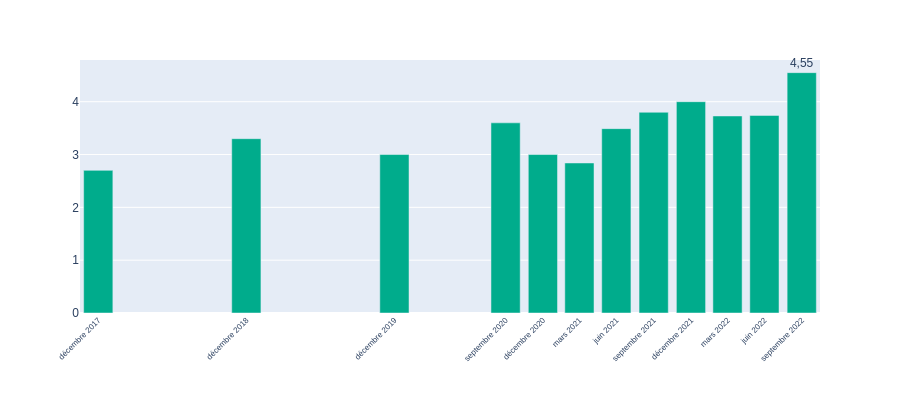 4,55
4
3
2
1
0
décembre 2017
décembre 2018
décembre 2019
septembre 2020
décembre 2020
mars 2021
juin 2021
septembre 2021
décembre 2021
mars 2022
juin 2022
septembre 2022